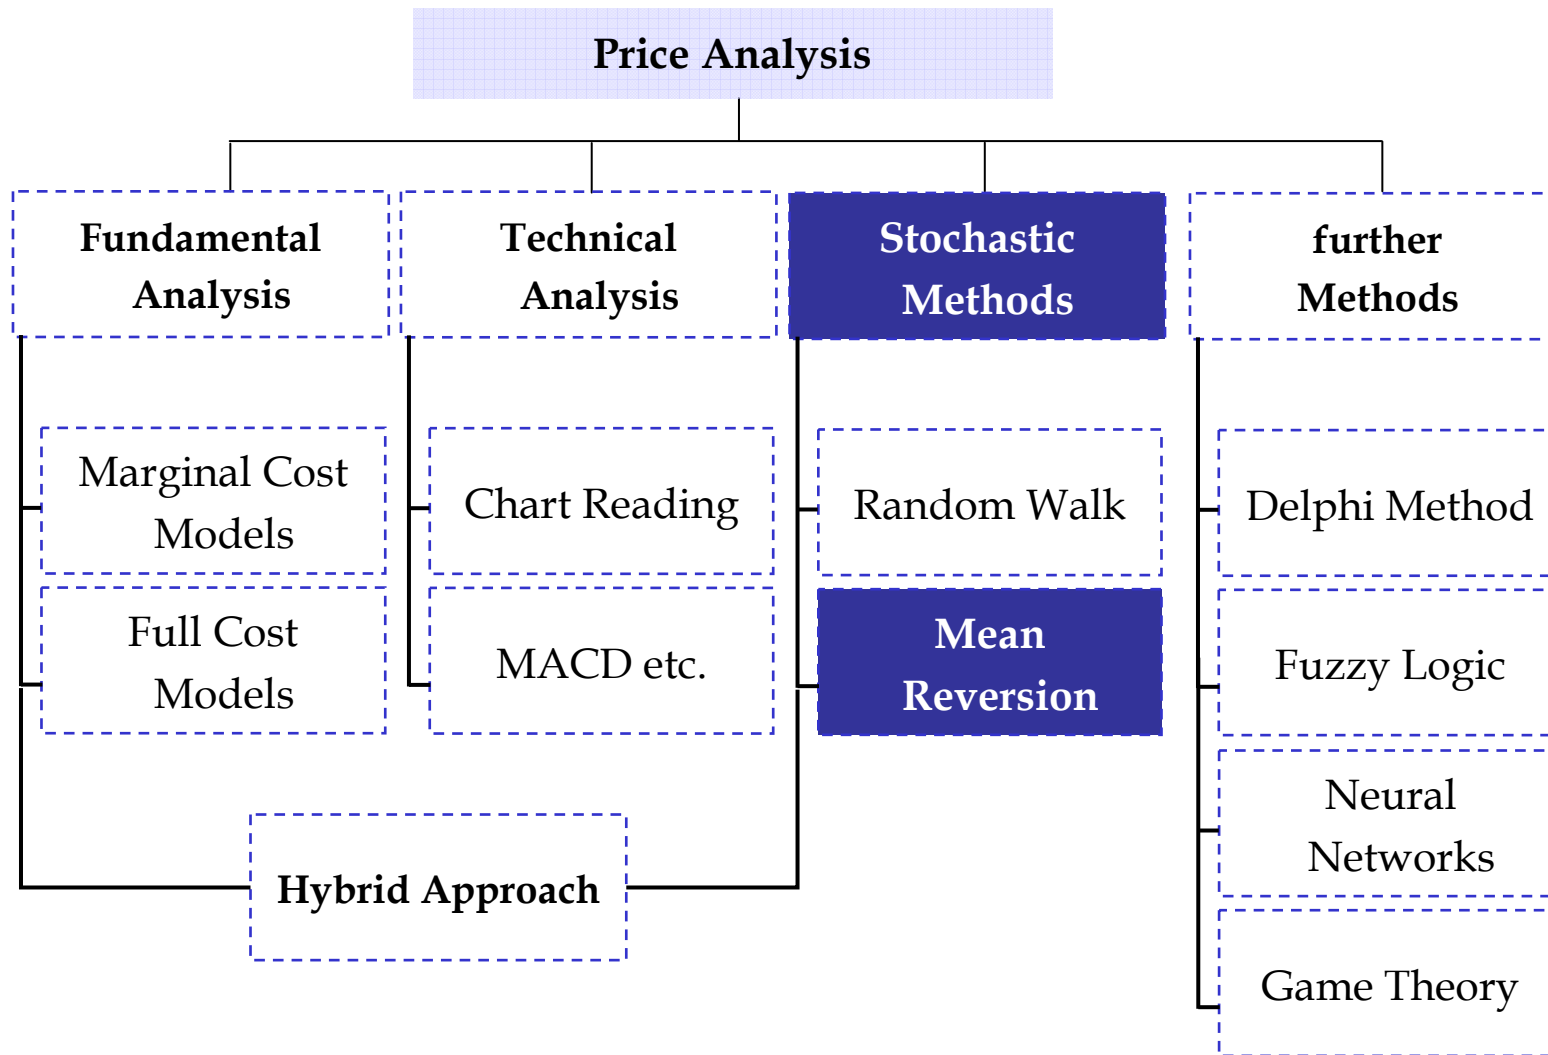 Price Analysis
Fundamental
Analysis
Technical
Analysis
Stochastic
Methods
further
Methods
Marginal Cost
Models
Full Cost
Models
Chart Reading
MACD etc.
Random Walk
Mean
Reversion
Delphi Method
Fuzzy Logic
Neural
Networks
Game Theory
Hybrid Approach